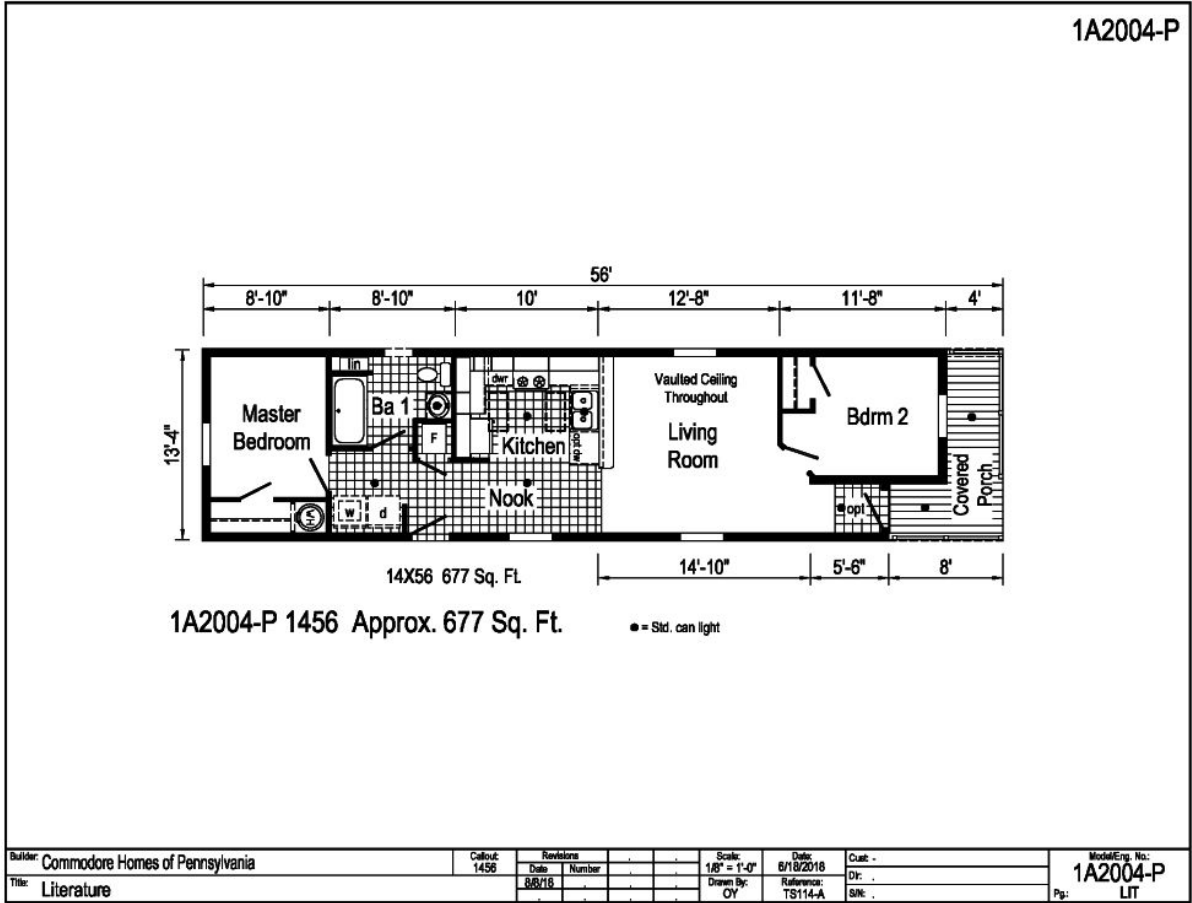 1A2004-P
56'
8'-10" 8'-10" 10' 12'-8" 11'-8" 4'
13'-4"
lin
Master
Bedroom
Ba 1
F
WH
w d
dwr
Kitchen
opt dw
Nook
Vaulted Ceiling
Throughout
Living
Room
Bdrm 2
opt
Covered
Porch
14X56 677 Sq. Ft.
14'-10" 5'-6" 8'
1A2004-P 1456 Approx. 677 Sq. Ft.
● = Std. can light
Builder: Commodore Homes of Pennsylvania
Title: Literature
Callout:
1456
Revisions
Date Number
8/8/16
Scale:
1/8" = 1'-0"
Drawn By:
OY
Date:
6/18/2018
Reference:
TS114-A
Cust: -
Dir: .
S/N: .
Model/Eng. No.:
1A2004-P
Pg.: LIT